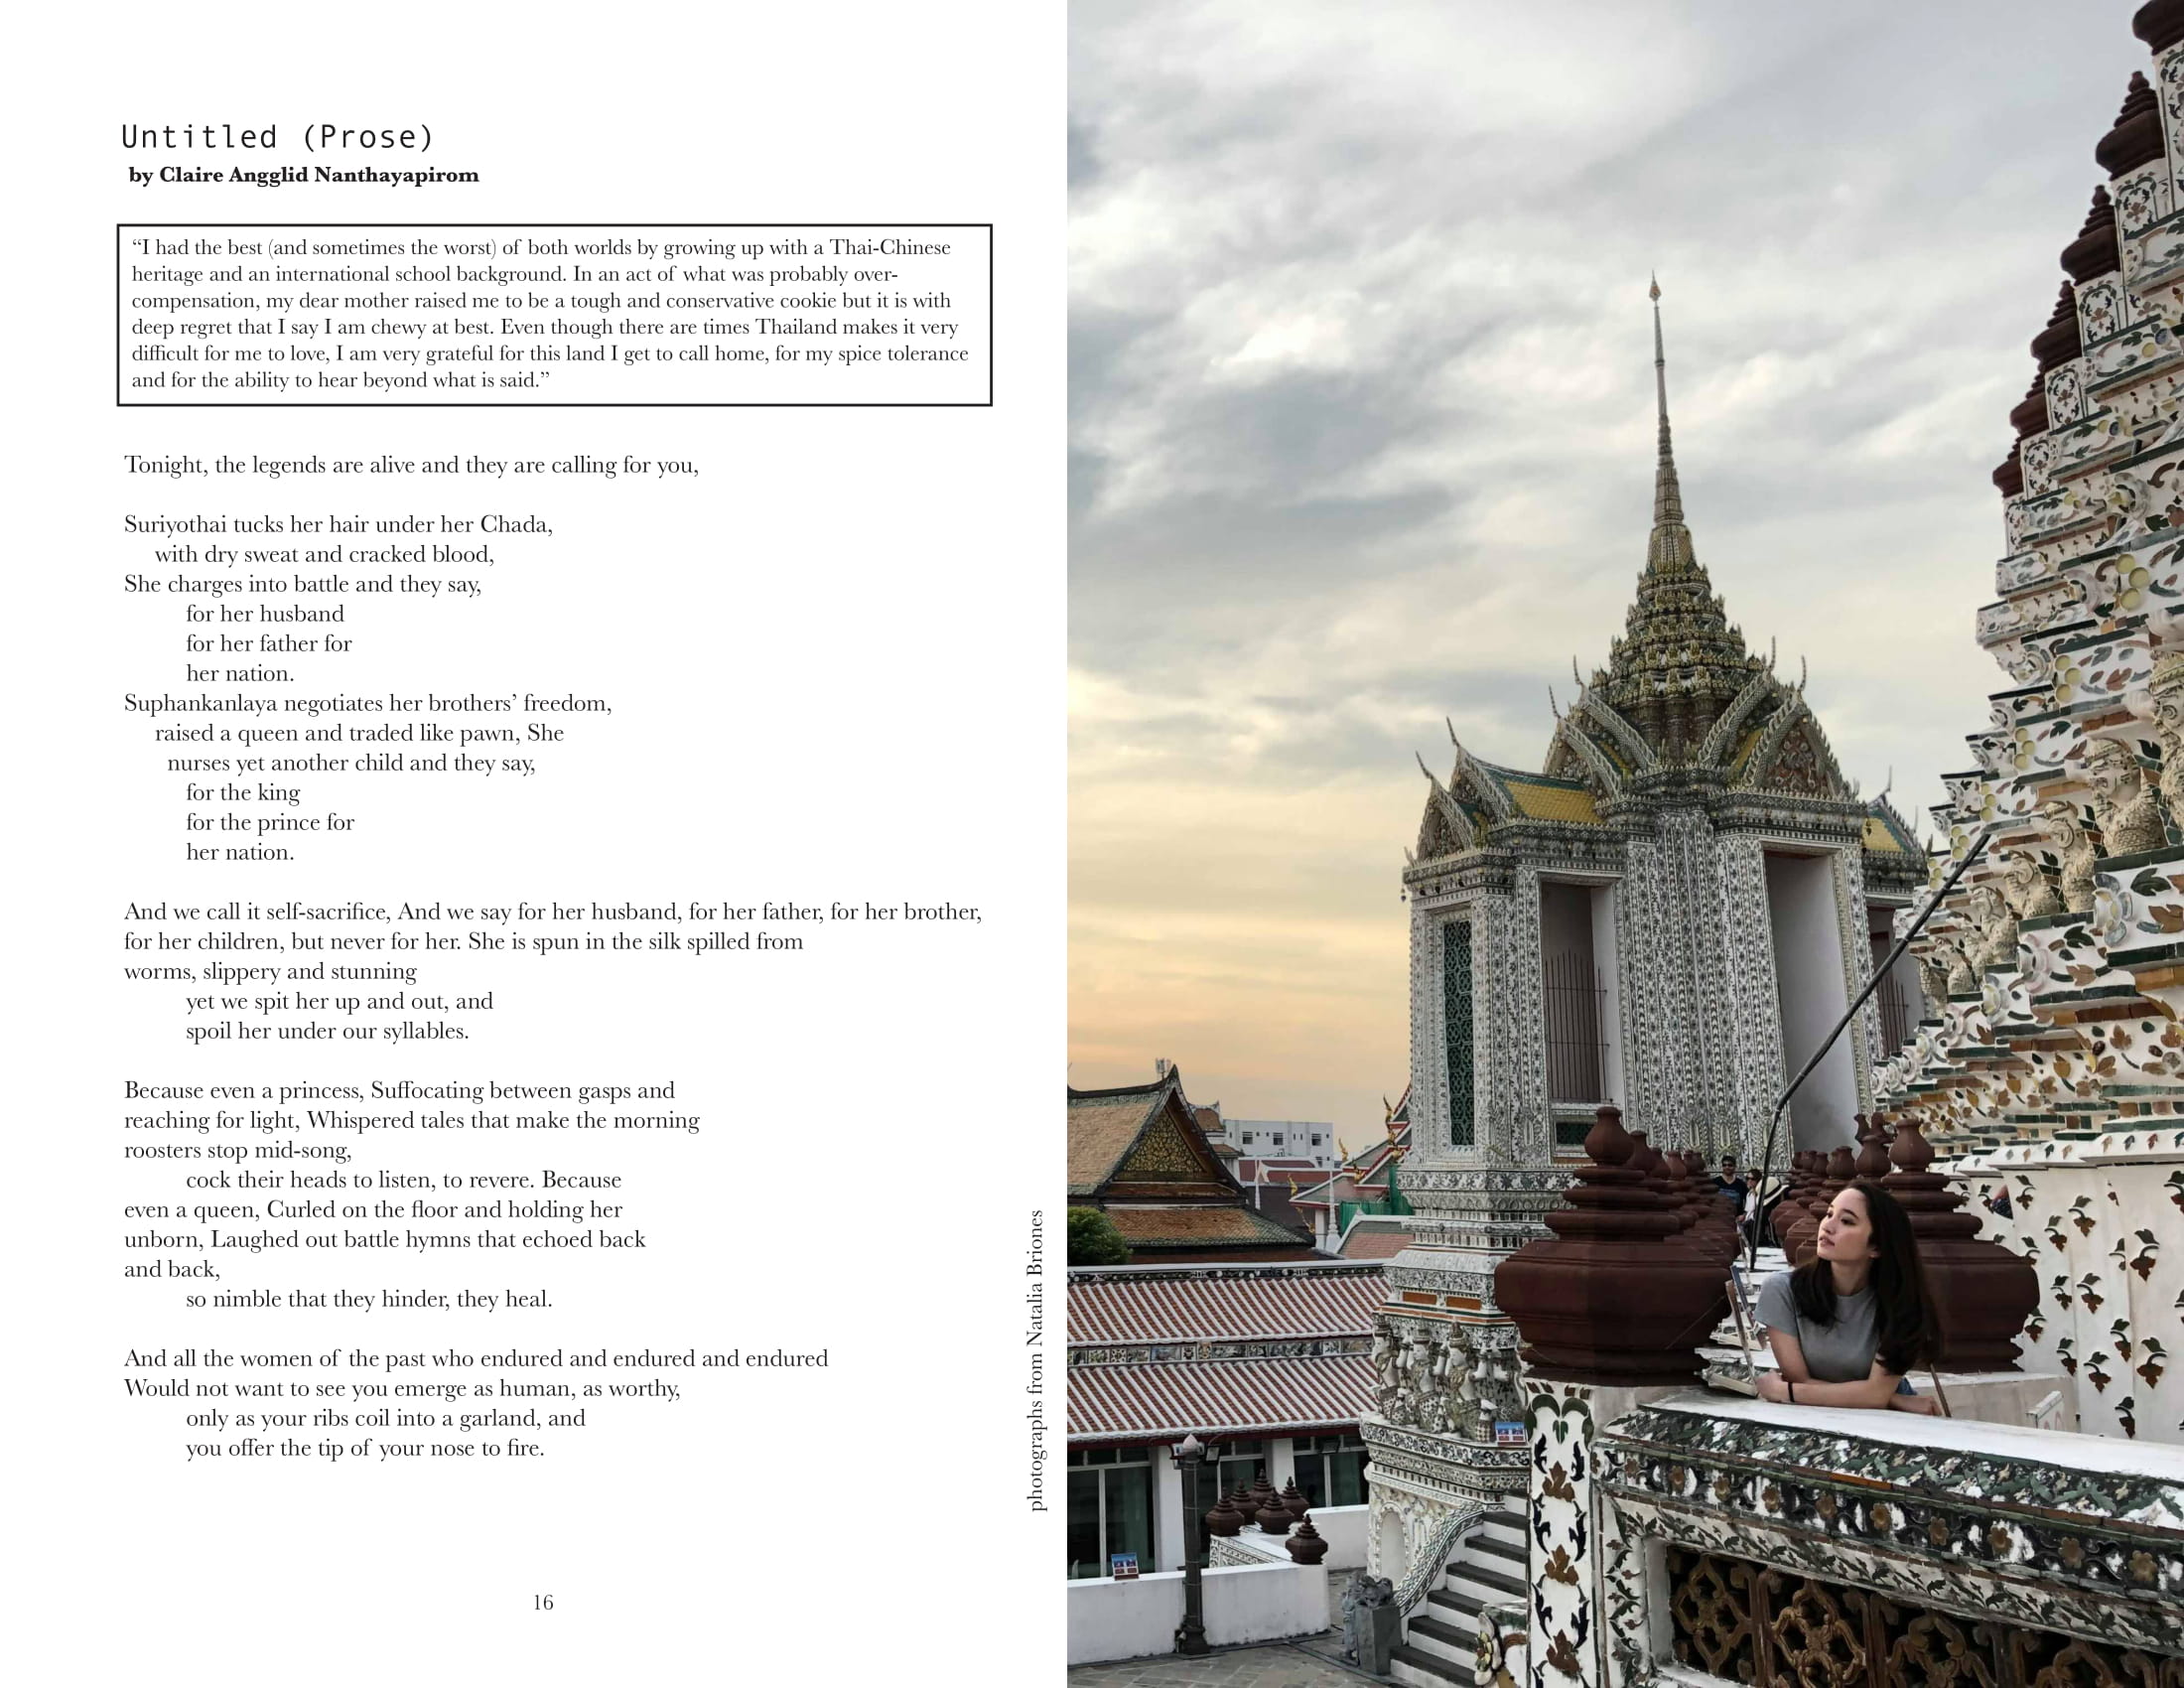 Untitled (Prose)
by Claire Angglid Nanthayapirom
“I had the best (and sometimes the worst) of both worlds by growing up with a Thai-Chinese
heritage and an international school background. In an act of what was probably over-
compensation, my dear mother raised me to be a tough and conservative cookie but it is with
deep regret that I say I am chewy at best. Even though there are times Thailand makes it very
difficult for me to love, I am very grateful for this land I get to call home, for my spice tolerance
and for the ability to hear beyond what is said.”
Tonight, the legends are alive and they are calling for you,
Suriyothai tucks her hair under her Chada,
with dry sweat and cracked blood,
She charges into battle and they say,
for her husband
for her father for
her nation.
Suphankanlaya negotiates her brothers’ freedom,
raised a queen and traded like pawn, She
nurses yet another child and they say,
for the king
for the prince for
her nation.
And we call it self-sacrifice, And we say for her husband, for her father, for her brother,
for her children, but never for her. She is spun in the silk spilled from
worms, slippery and stunning
yet we spit her up and out, and
spoil her under our syllables.
Because even a princess, Suffocating between gasps and
reaching for light, Whispered tales that make the morning
roosters stop mid-song,
cock their heads to listen, to revere. Because
even a queen, Curled on the floor and holding her
unborn, Laughed out battle hymns that echoed back
and back,
so nimble that they hinder, they heal.
And all the women of the past who endured and endured and endured
Would not want to see you emerge as human, as worthy,
only as your ribs coil into a garland, and
you offer the tip of your nose to fire.
16
photographs from Natalia Briones